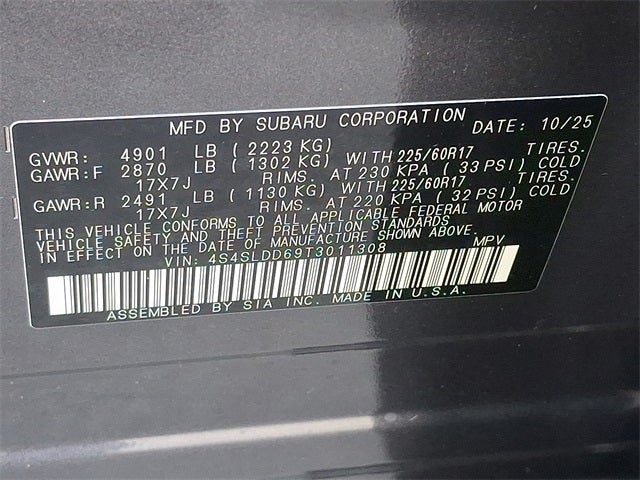 MFD BY SUBARU CORPORATION DATE: 10/25
GVWR: 4901 LB (2223 KG)
GAWR:F 2870 LB (1302 KG) WITH 225/60R17 TIRES.
17X7J RIMS. AT 230 KPA (33 PSI) COLD
GAWR:R 2491 LB (1130 KG) WITH 225/60R17 TIRES.
17X7J RIMS. AT 220 KPA (32 PSI) COLD
THIS VEHICLE CONFORMS TO ALL APPLICABLE FEDERAL MOTOR
VEHICLE SAFETY AND THEFT PREVENTION STANDARDS
IN EFFECT ON THE DATE OF MANUFACTURE SHOWN ABOVE.
VIN: 4S4SLDD69T3011308 MPV
ASSEMBLED BY SIA INC. MADE IN U.S.A.